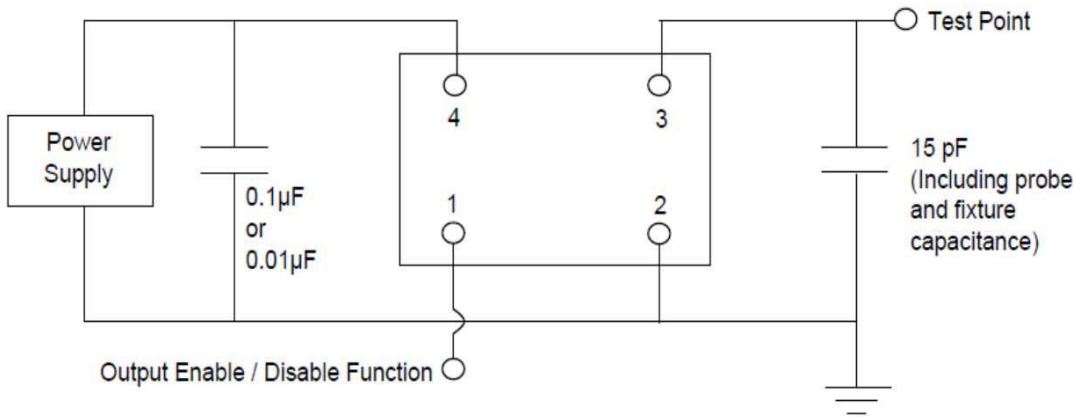 Test Point
4
3
Power
Supply
0.1µF
or
0.01µF
1
2
15 pF
(Including probe
and fixture
capacitance)
Output Enable / Disable Function